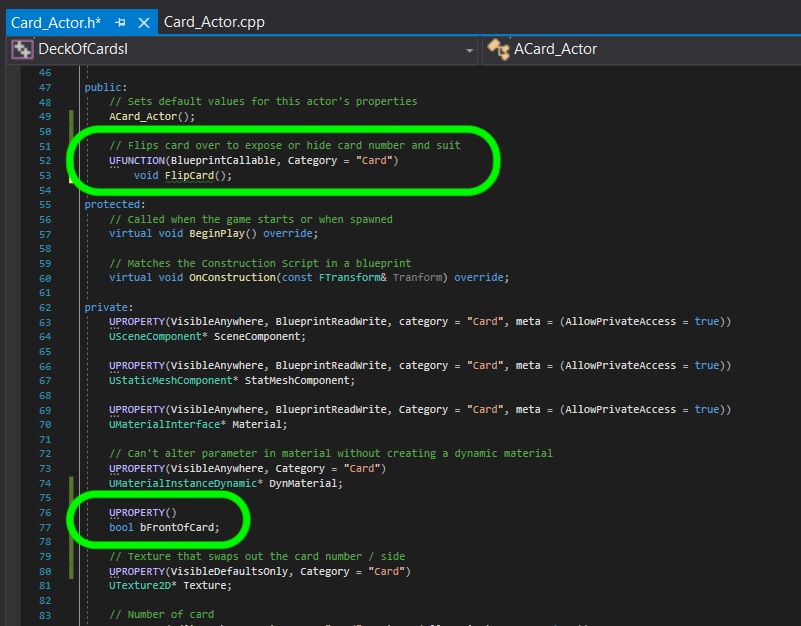 Card_Actor.h*
Card_Actor.cpp
DeckOfCardsI
ACard_Actor
46
47 public:
48 // Sets default values for this actor's properties
49 ACard_Actor();
50
51 // Flips card over to expose or hide card number and suit
52 UFUNCTION(BlueprintCallable, Category = "Card")
53 void FlipCard();
54
55 protected:
56 // Called when the game starts or when spawned
57 virtual void BeginPlay() override;
58
59 // Matches the Construction Script in a blueprint
60 virtual void OnConstruction(const FTransform& Tranform) override;
61
62 private:
63 UPROPERTY(VisibleAnywhere, BlueprintReadWrite, category = "Card", meta = (AllowPrivateAccess = true))
64 USceneComponent* SceneComponent;
65
66 UPROPERTY(VisibleAnywhere, BlueprintReadWrite, category = "Card", meta = (AllowPrivateAccess = true))
67 UStaticMeshComponent* StatMeshComponent;
68
69 UPROPERTY(VisibleAnywhere, BlueprintReadWrite, Category = "Card", meta = (AllowPrivateAccess = true))
70 UMaterialInterface* Material;
71
72 // Can't alter parameter in material without creating a dynamic material
73 UPROPERTY(VisibleAnywhere, Category = "Card")
74 UMaterialInstanceDynamic* DynMaterial;
75
76 UPROPERTY()
77 bool bFrontOfCard;
78
79 // Texture that swaps out the card number / side
80 UPROPERTY(VisibleDefaultsOnly, Category = "Card")
81 UTexture2D* Texture;
82
83 // Number of card